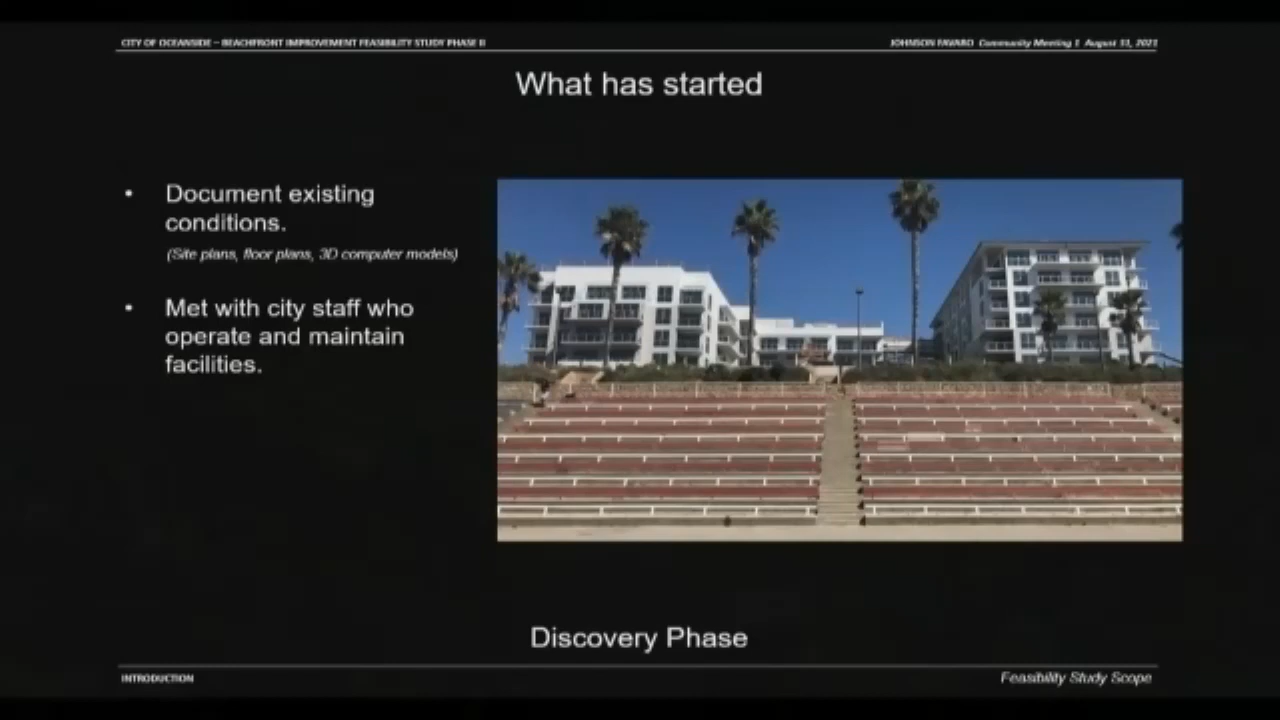 CITY OF OCEANSIDE – BEACHFRONT IMPROVEMENT FEASIBILITY STUDY PHASE II
JOHNSON FAVARO Community Meeting 1 August 31, 2021
What has started
• Document existing
conditions.
(Site plans, floor plans, 3D computer models)
• Met with city staff who
operate and maintain
facilities.
Discovery Phase
INTRODUCTION
Feasibility Study Scope